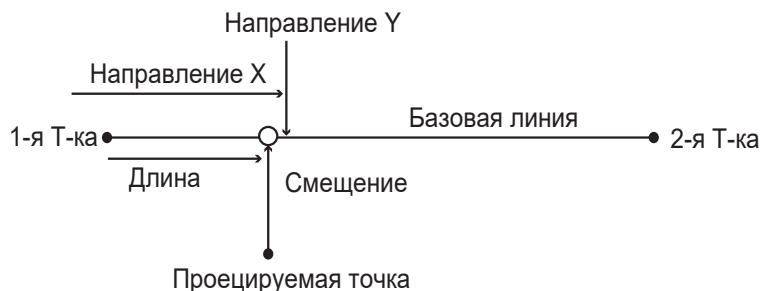 Направление Y
Направление X
Базовая линия
1-я Т-ка
2-я Т-ка
Длина
Смещение
Проецируемая точка